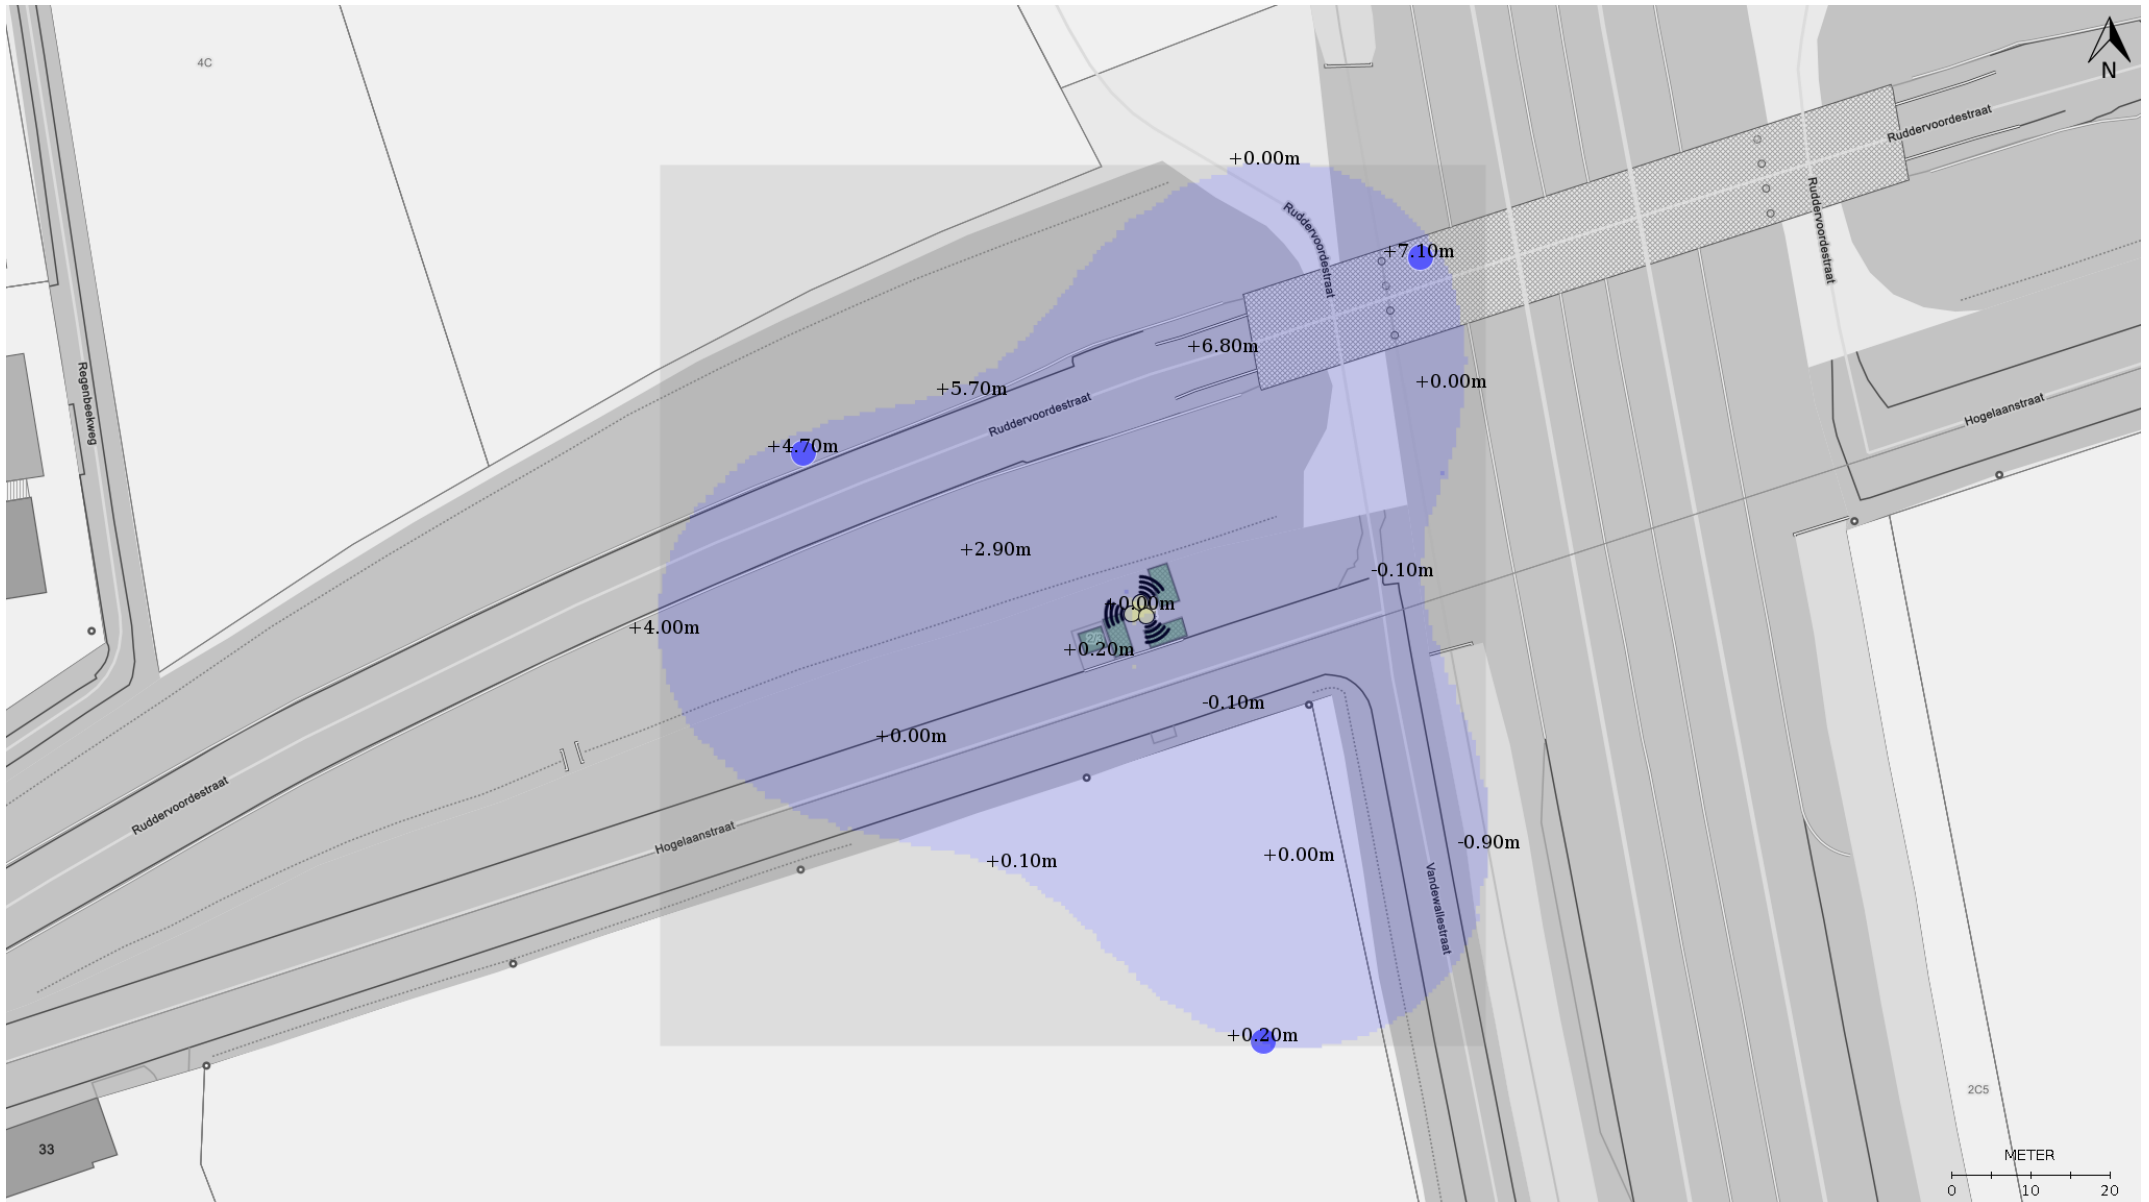 4C
N
Ruddervoordestraat
+0.00m
Ruddervoordestraat
Ruddervoordestraat
+7.10m
+6.80m
+0.00m
+5.70m
Regenbeekweg
Ruddervoordestraat
Hogelaanstraat
+4.70m
+2.90m
-0.10m
+0.00m
+4.00m
+0.20m
-0.10m
+0.00m
Ruddervoordestraat
Hogelaanstraat
+0.10m
+0.00m
-0.90m
Vandewallestraat
+0.20m
2C5
33
METER
0 10 20